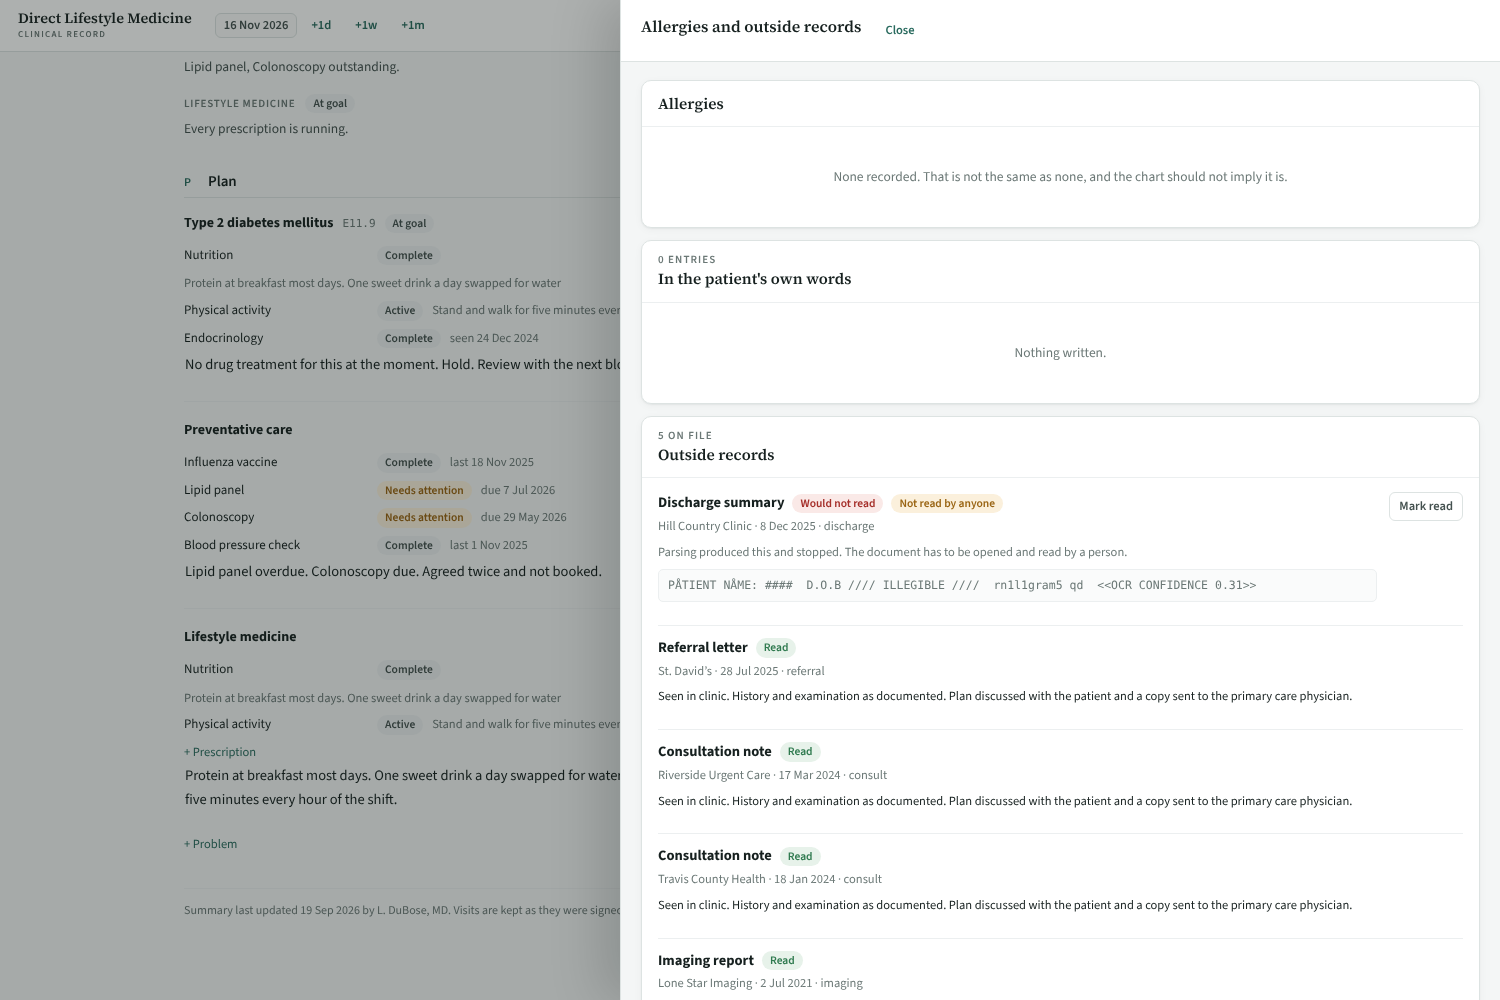 Direct Lifestyle Medicine
CLINICAL RECORD
16 Nov 2026 +1d +1w +1m
Lipid panel, Colonoscopy outstanding.
LIFESTYLE MEDICINE At goal
Every prescription is running.
P Plan
Type 2 diabetes mellitus E11.9 At goal
Nutrition Complete
Protein at breakfast most days. One sweet drink a day swapped for water
Physical activity Active Stand and walk for five minutes ever
Endocrinology Complete seen 24 Dec 2024
No drug treatment for this at the moment. Hold. Review with the next blo
Preventative care
Influenza vaccine Complete last 18 Nov 2025
Lipid panel Needs attention due 7 Jul 2026
Colonoscopy Needs attention due 29 May 2026
Blood pressure check Complete last 1 Nov 2025
Lipid panel overdue. Colonoscopy due. Agreed twice and not booked.
Lifestyle medicine
Nutrition Complete
Protein at breakfast most days. One sweet drink a day swapped for water
Physical activity Active Stand and walk for five minutes ever
+ Prescription
Protein at breakfast most days. One sweet drink a day swapped for water
five minutes every hour of the shift.
+ Problem
Summary last updated 19 Sep 2026 by L. DuBose, MD. Visits are kept as they were signed
Allergies and outside records Close
Allergies
None recorded. That is not the same as none, and the chart should not imply it is.
0 ENTRIES
In the patient's own words
Nothing written.
5 ON FILE
Outside records
Discharge summary Would not read Not read by anyone Mark read
Hill Country Clinic · 8 Dec 2025 · discharge
Parsing produced this and stopped. The document has to be opened and read by a person.
PÅTIENT NÂME: #### D.O.B //// ILLEGIBLE //// rn1l1gram5 qd <<OCR CONFIDENCE 0.31>>
Referral letter Read
St. David’s · 28 Jul 2025 · referral
Seen in clinic. History and examination as documented. Plan discussed with the patient and a copy sent to the primary care physician.
Consultation note Read
Riverside Urgent Care · 17 Mar 2024 · consult
Seen in clinic. History and examination as documented. Plan discussed with the patient and a copy sent to the primary care physician.
Consultation note Read
Travis County Health · 18 Jan 2024 · consult
Seen in clinic. History and examination as documented. Plan discussed with the patient and a copy sent to the primary care physician.
Imaging report Read
Lone Star Imaging · 2 Jul 2021 · imaging